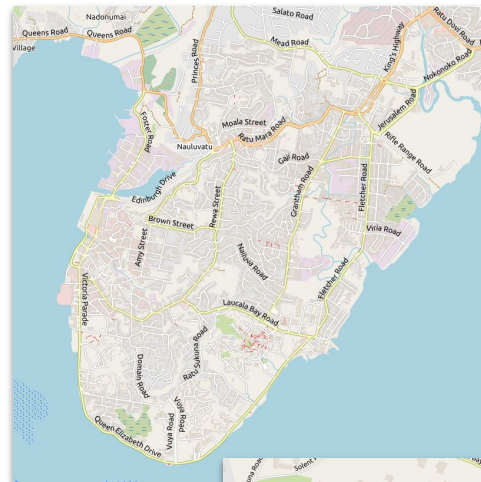 Nadonumai
Salato Road
Ratu Dovi Road
Queens Road
Queens Road
Village
Princes Road
Mead Road
King's Highway
Nokonoko Road
Foster Road
Moala Street
Ratu Mara Road
Jerusalem Road
Nauluvatu
Gaji Road
Rifle Range Road
Edinburgh Drive
Grantham Road
Fletcher Road
Brown Street
Rewa Street
Amy Street
Viria Road
Nailuva Road
Fletcher Road
Victoria Parade
Laucala Bay Road
Ratu Sukuna Road
Domain Road
Vuya Road
Vuya Road
Queen Elizabeth Drive
Solent